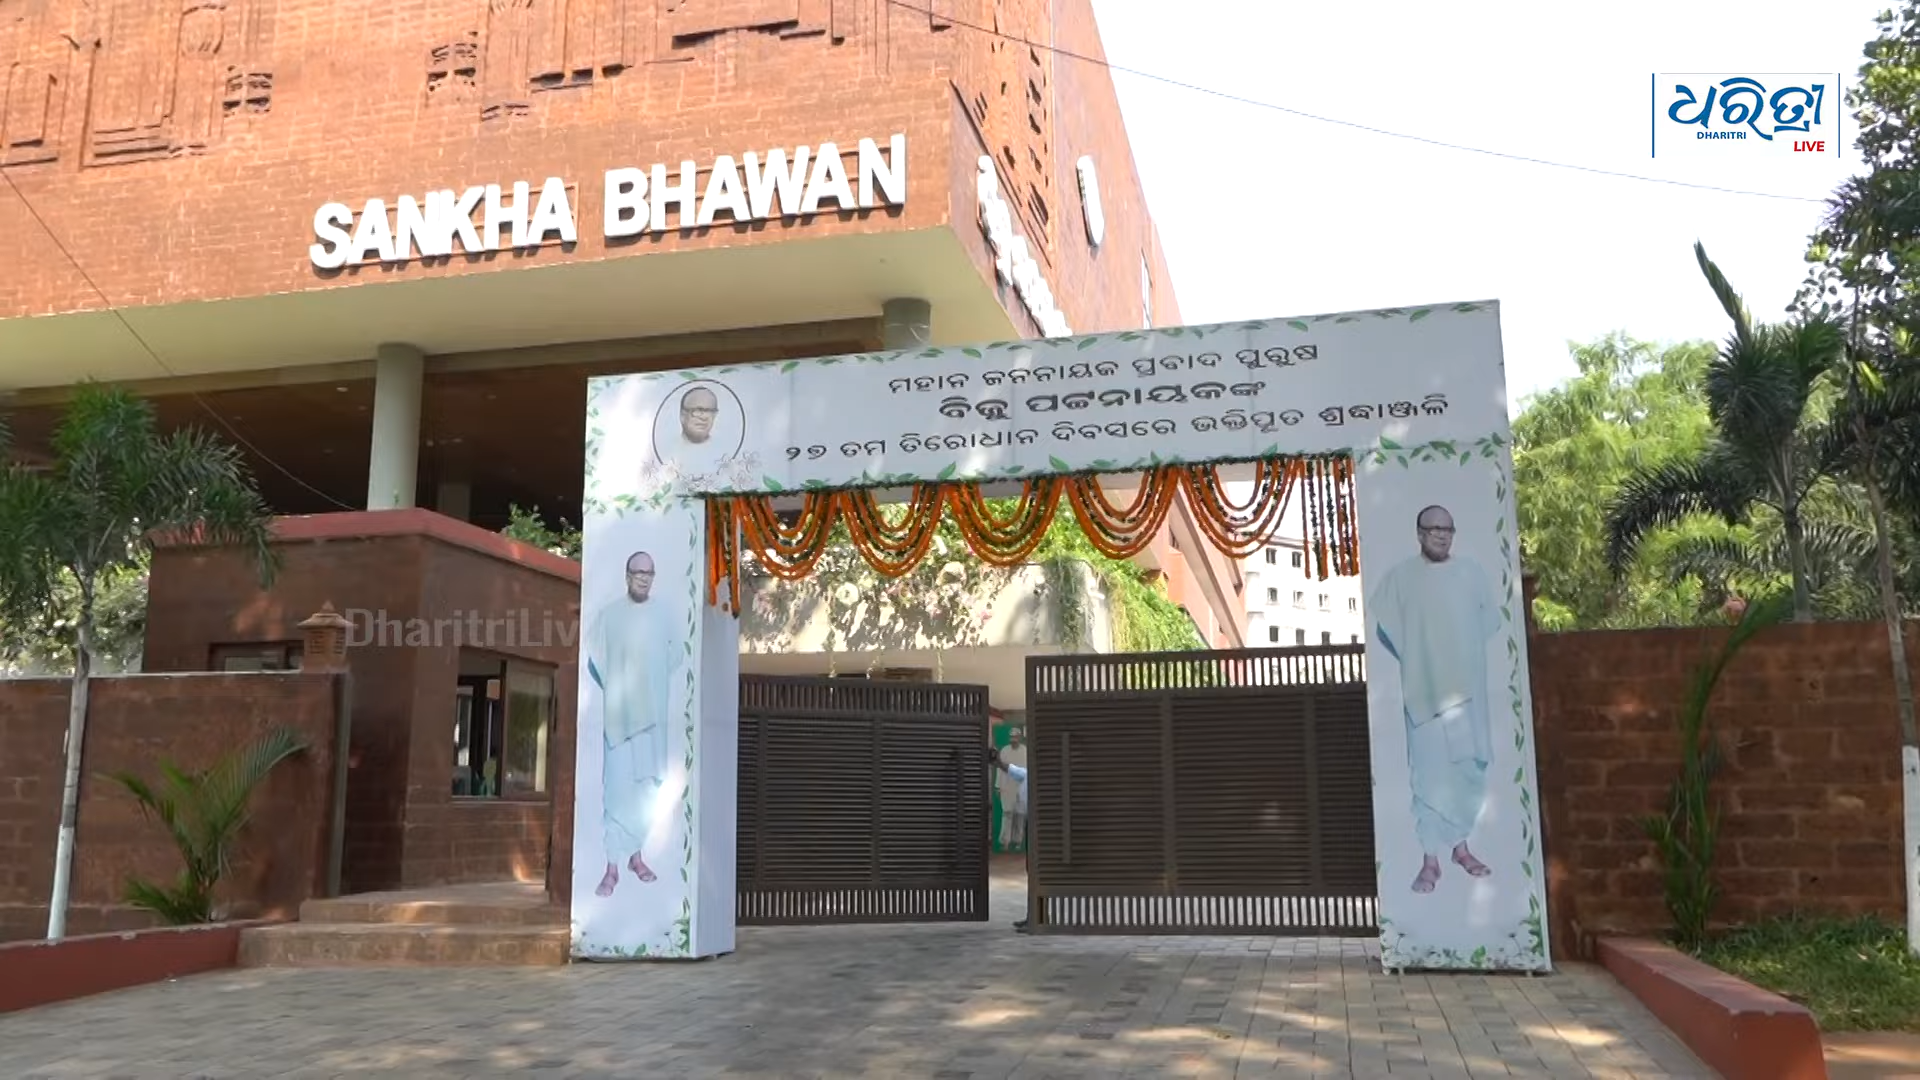 ଧରିତ୍ରୀ
DHARITRI
LIVE
SANKHA BHAWAN
ମହାନ ଜନନାୟକ ପ୍ରବାଦ ପୁରୁଷ
ବିଜୁ ପଟ୍ଟନାୟକଙ୍କ
୨୭ ତମ ତିରୋଧାନ ଦିବସରେ ଭକ୍ତିପୂତ ଶ୍ରଦ୍ଧାଞ୍ଜଳି
DharitriLiv